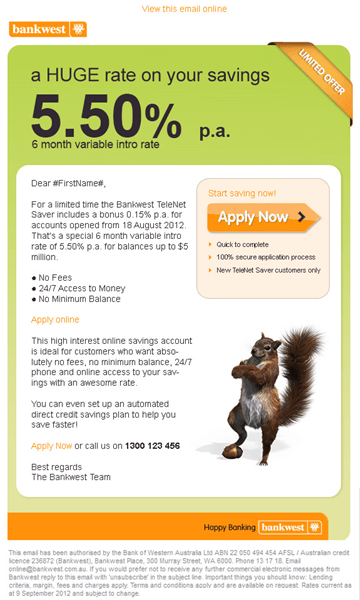 View this email online
bankwest
LIMITED OFFER
a HUGE rate on your savings
5.50% p.a.
6 month variable intro rate
Dear #FirstName#,
For a limited time the Bankwest TeleNet
Saver includes a bonus 0.15% p.a. for
accounts opened from 18 August 2012.
That's a special 6 month variable intro
rate of 5.50% p.a. for balances up to $5
million.
● No Fees
● 24/7 Access to Money
● No Minimum Balance
Apply online
This high interest online savings account
is ideal for customers who want abso-
lutely no fees, no minimum balance, 24/7
phone and online access to your sav-
ings with an awesome rate.
You can even set up an automated
direct credit savings plan to help you
save faster!
Apply Now or call us on 1300 123 456
Best regards
The Bankwest Team
Start saving now!
Apply Now >
Quick to complete
100% secure application process
New TeleNet Saver customers only
Happy Banking bankwest
This email has been authorised by the Bank of Western Australia Ltd ABN 22 050 494 454 AFSL / Australian credit
licence 236872 (Bankwest), Bankwest Place, 300 Murray Street, WA 6000. Phone 13 17 18. Email
online@bankwest.com.au. If you would prefer not to receive any further commercial electronic messages from
Bankwest reply to this email with 'unsubscribe' in the subject line. Important things you should know: Lending
criteria, margin, fees and charges apply. Terms and conditions apply and are available on request. Rates current as
at 9 September 2012 and subject to change.